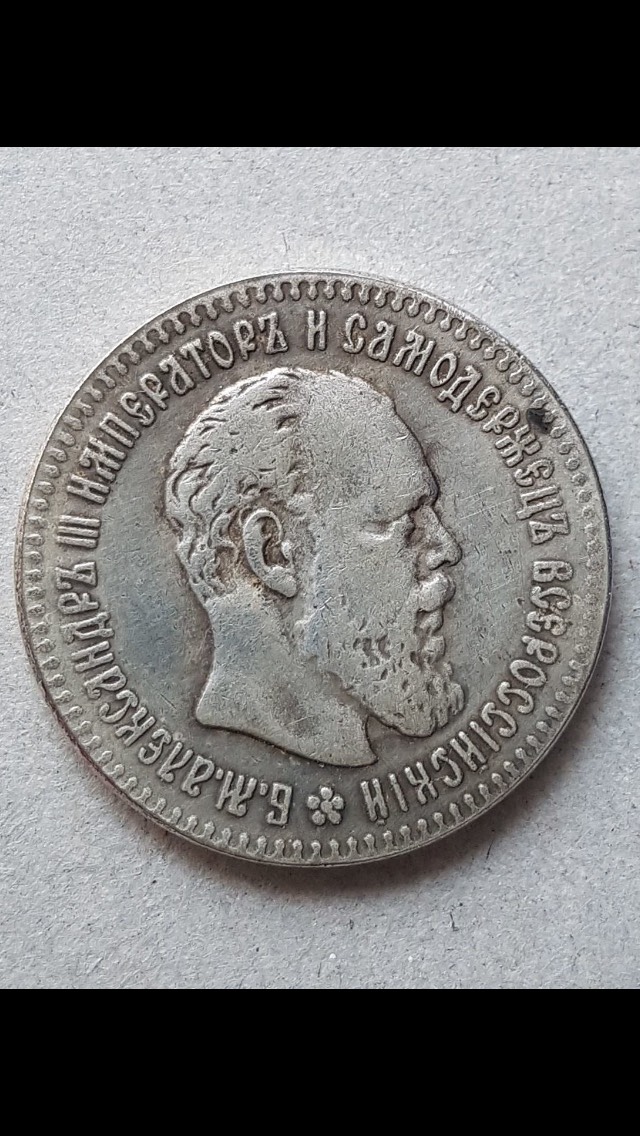 Б.М.АЛЕКСАНДРЪ III ИМПЕРАТОРЪ И САМОДЕРЖЕЦЪ ВСЕРОССІЙСКІЙ